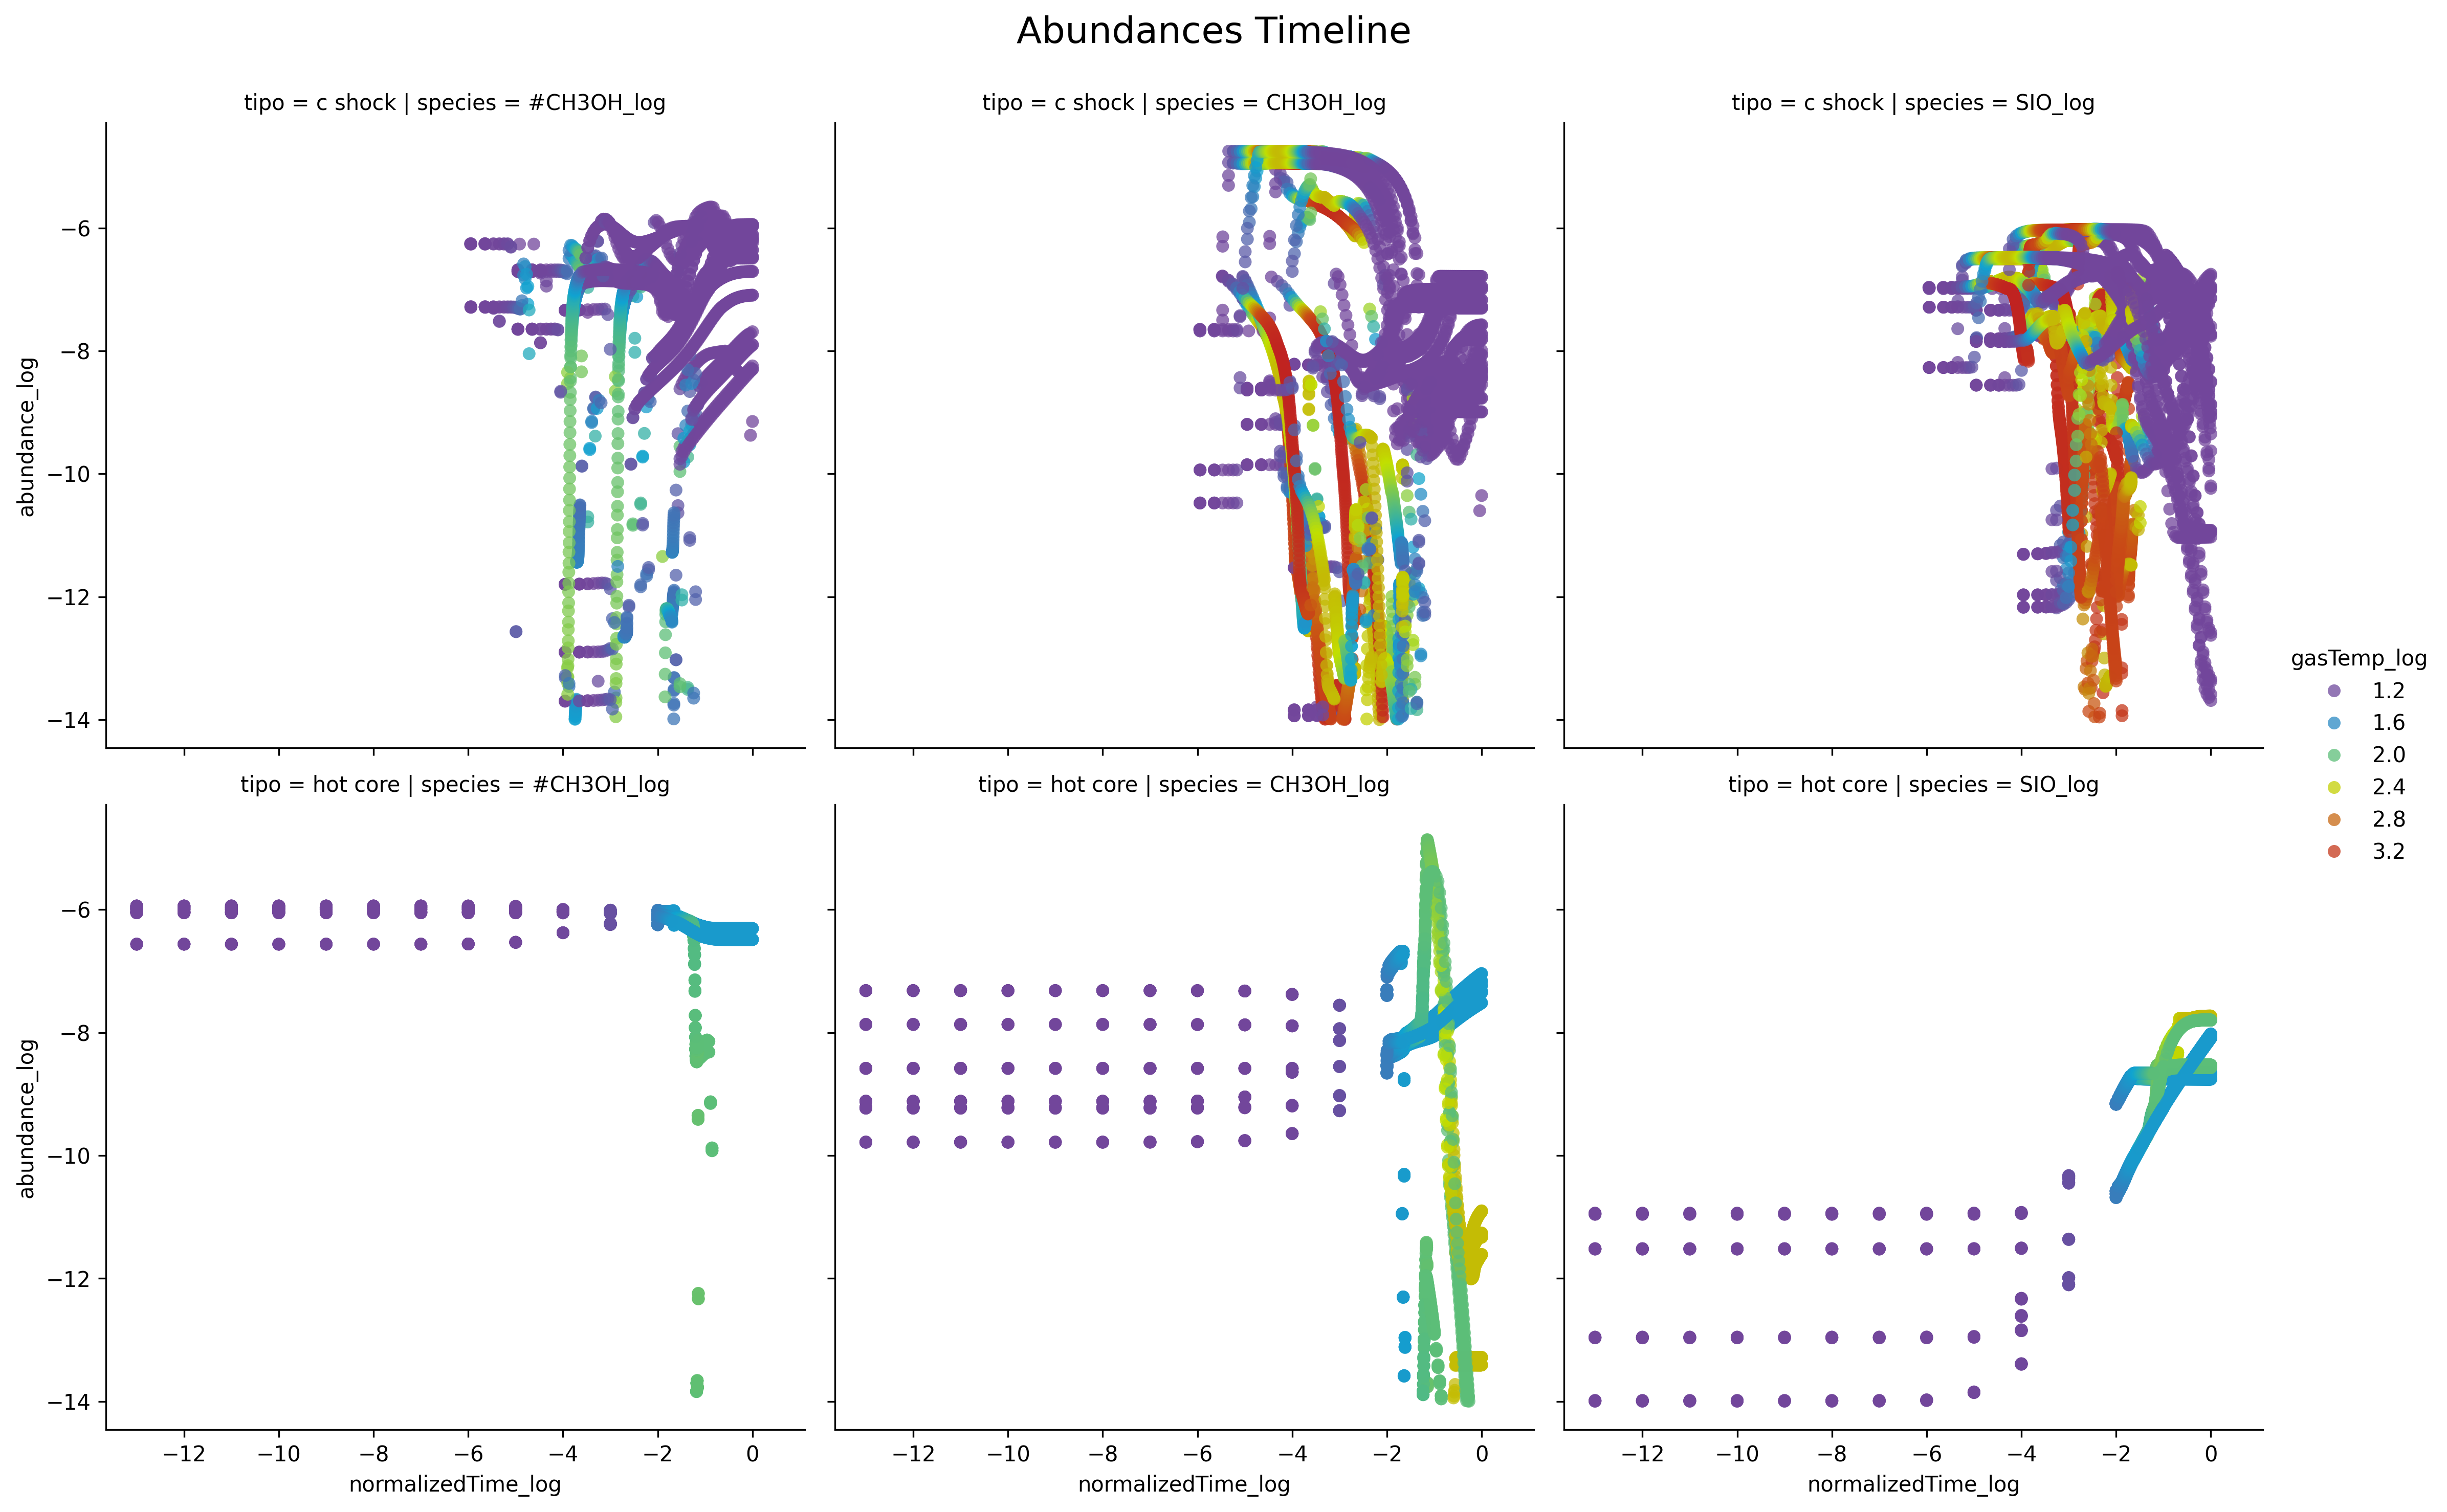 Abundances Timeline
tipo = c shock | species = #CH3OH_log
tipo = c shock | species = CH3OH_log
tipo = c shock | species = SIO_log
abundance_log
−6
−8
−10
−12
−14
gasTemp_log
1.2
1.6
2.0
2.4
2.8
3.2
tipo = hot core | species = #CH3OH_log
tipo = hot core | species = CH3OH_log
tipo = hot core | species = SIO_log
abundance_log
−6
−8
−10
−12
−14
−12 −10 −8 −6 −4 −2 0
−12 −10 −8 −6 −4 −2 0
−12 −10 −8 −6 −4 −2 0
normalizedTime_log
normalizedTime_log
normalizedTime_log